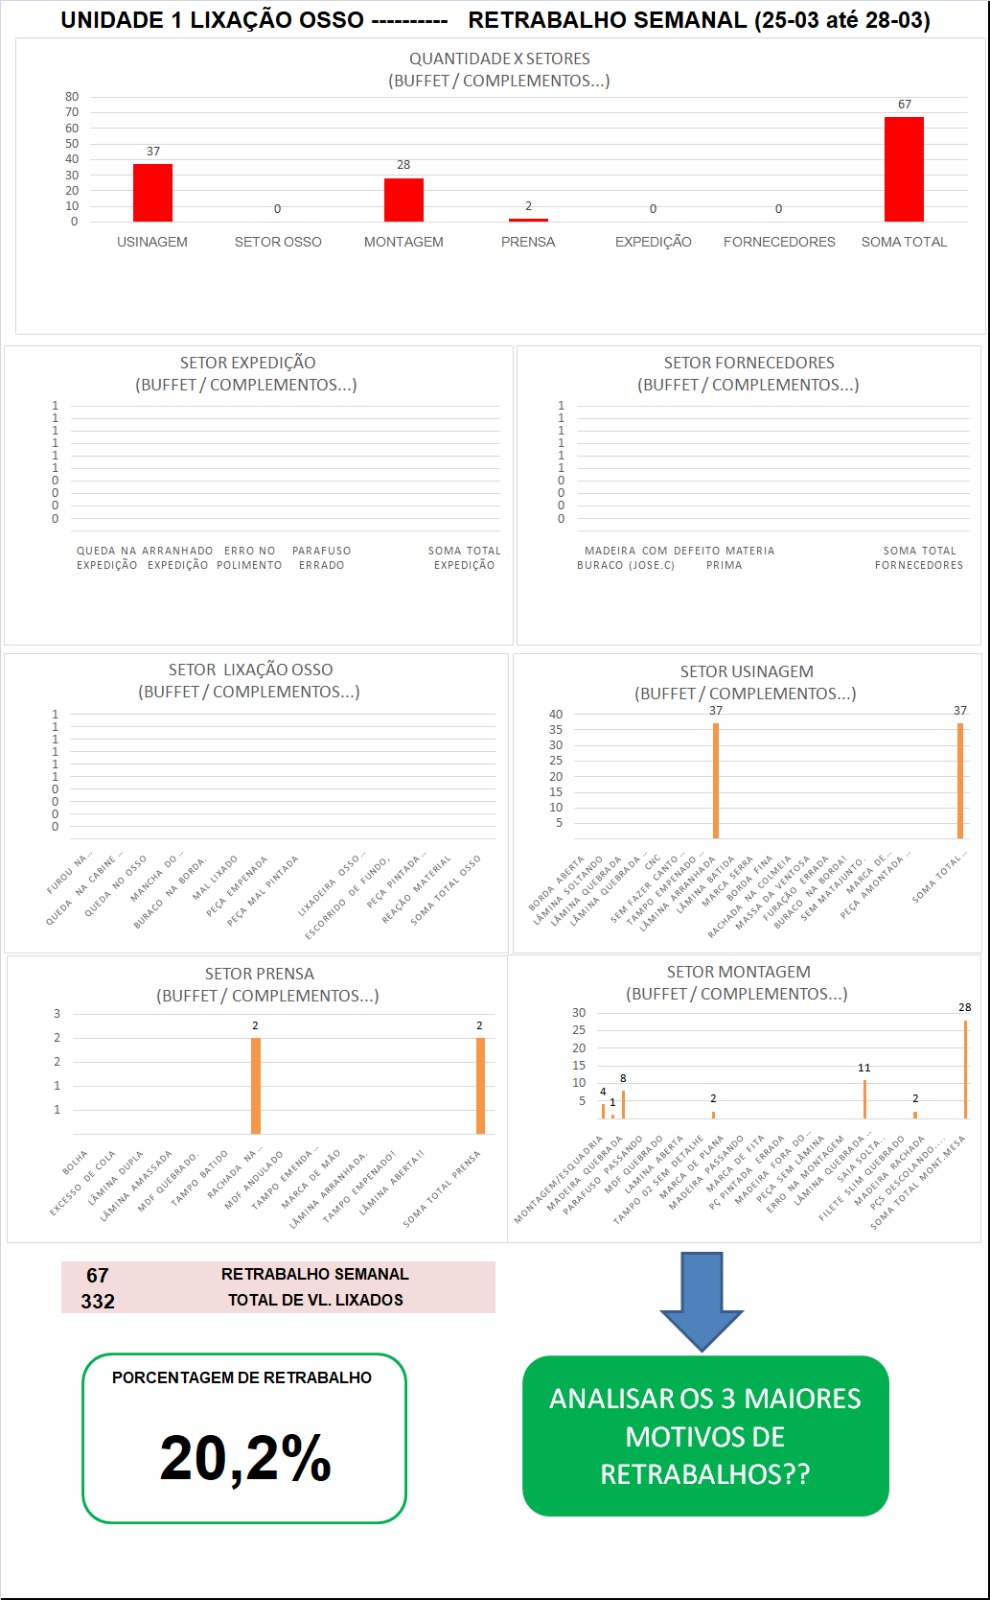 UNIDADE 1 LIXAÇÃO OSSO ---------- RETRABALHO SEMANAL (25-03 até 28-03)
QUANTIDADE X SETORES
(BUFFET / COMPLEMENTOS...)
80
70
60
50
40
30
20
10
0
37
0
28
2
0
0
67
USINAGEM SETOR OSSO MONTAGEM PRENSA EXPEDIÇÃO FORNECEDORES SOMA TOTAL
SETOR EXPEDIÇÃO
(BUFFET / COMPLEMENTOS...)
1
1
1
1
1
1
0
0
0
0
QUEDA NA EXPEDIÇÃO
ARRANHADO EXPEDIÇÃO
ERRO NO POLIMENTO
PARAFUSO ERRADO
SOMA TOTAL EXPEDIÇÃO
SETOR FORNECEDORES
(BUFFET / COMPLEMENTOS...)
1
1
1
1
1
1
0
0
0
0
MADEIRA COM BURACO (JOSE.C)
DEFEITO MATERIA PRIMA
SOMA TOTAL FORNECEDORES
SETOR LIXAÇÃO OSSO
(BUFFET / COMPLEMENTOS...)
1
1
1
1
1
1
0
0
0
0
FUROU NA...
QUEDA NA CABINE...
QUEDA NO OSSO
MANCHA DO...
BURACO NA BORDA.
MAL LIXADO
PEÇA EMPENADA
PEÇA MAL PINTADA
LIXADEIRA OSSO...
ESCORRIDO DE FUNDO,
PEÇA PINTADA...
REAÇÃO MATERIAL
SOMA TOTAL OSSO
SETOR USINAGEM
(BUFFET / COMPLEMENTOS...)
40
35
30
25
20
15
10
5
37
37
BORDA ABERTA
LÂMINA SOLTANDO
LÂMINA QUEBRADA
LÂMINA QUEBRADA...
CNC
SEM FAZER CANTO...
TAMPO EMPENADO...
LÂMINA ARRANHADA
LÂMINA BATIDA
MARCA SERRA
BORDA FINA
RACHADA NA COLMEIA
MASSA DA VENTOSA
FURAÇÃO ERRADA
BURACO NA BORDA!
SEM MATAJUNTO.
MARCA DE...
PEÇA AMONTADA...
SOMA TOTAL...
SETOR PRENSA
(BUFFET / COMPLEMENTOS...)
3
2
2
1
1
2
2
BOLHA
EXCESSO DE COLA
LÂMINA DUPLA
LÂMINA AMASSADA
MDF QUEBRADO.
TAMPO BATIDO
RACHADA NA...
MDF ANDULADO
TAMPO EMENDA...
MARCA DE MÃO
LÂMINA ARRANHADA.
TAMPO EMPENADO!
LÂMINA ABERTA!!
SOMA TOTAL PRENSA
SETOR MONTAGEM
(BUFFET / COMPLEMENTOS...)
30
25
20
15
10
5
4
1
8
2
11
2
28
MONTAGEM/ESQUADRIA
MADEIRA QUEBRADA
PARAFUSO PASSANDO
MDF QUEBRADO
LAMINA ABERTA
TAMPO 02 SEM DETALHE
MARCA DE PLANA
MADEIRA PASSANDO
MARCA DE FITA
PÇ PINTADA ERRADA
MADEIRA FORA DO...
PEÇA SEM LÂMINA
ERRO NA MONTAGEM
LÂMINA QUEBRADA...
SAIA SOLTA..
FILETE SLIM QUEBRADO
MADEIRA RACHADA
PÇS DESCOLANDO....
SOMA TOTAL MONT.MESA
67 RETRABALHO SEMANAL
332 TOTAL DE VL. LIXADOS
PORCENTAGEM DE RETRABALHO
20,2%
ANALISAR OS 3 MAIORES
MOTIVOS DE
RETRABALHOS??